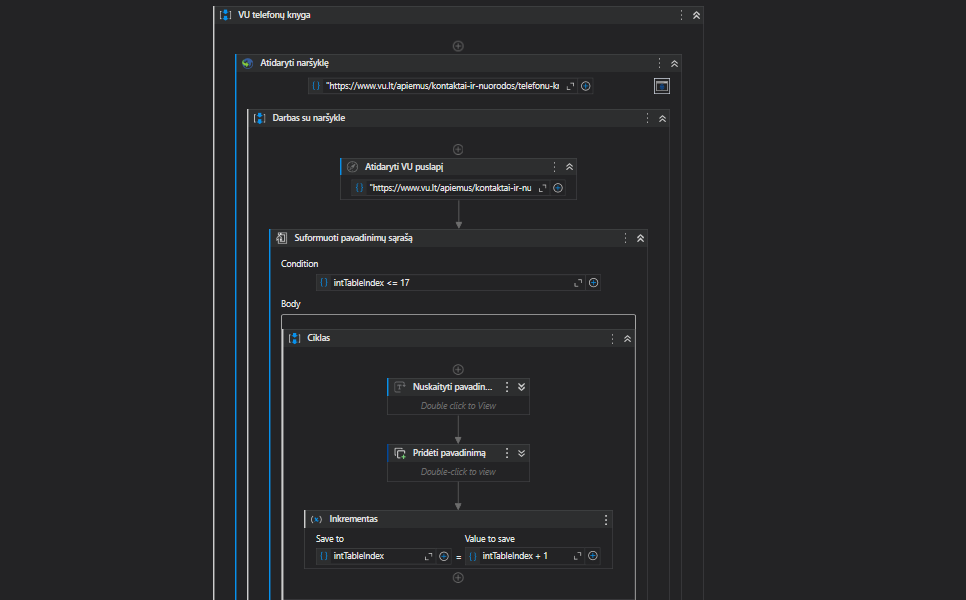 VU telefonų knyga
Atidaryti naršyklę
"https://www.vu.lt/apiemus/kontaktai-ir-nuorodos/telefonu-k
Darbas su naršykle
Atidaryti VU puslapį
"https://www.vu.lt/apiemus/kontaktai-ir-nu
Suformuoti pavadinimų sąrašą
Condition
intTableIndex <= 17
Body
Ciklas
Nuskaityti pavadin...
Double click to View
Pridėti pavadinimą
Double-click to view
Inkrementas
Save to Value to save
intTableIndex = intTableIndex + 1